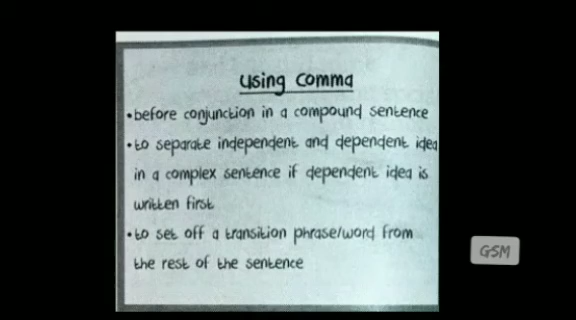 using comma
•before conjunction in a compound sentence
•to separate independent and dependent idea
in a complex sentence if dependent idea is
written first
•to set off a transition phrase/word from
the rest of the sentence
GSM